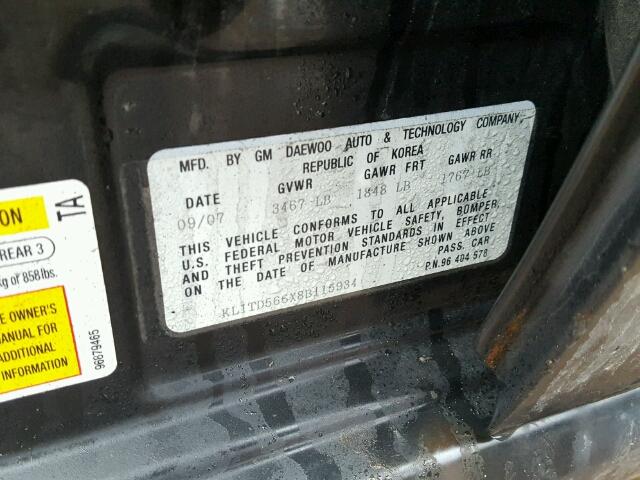 MFD. BY GM DAEWOO AUTO & TECHNOLOGY COMPANY
REPUBLIC OF KOREA
DATE GVWR GAWR FRT GAWR RR
09/07 3467 LB 1848 LB 1767 LB
THIS VEHICLE CONFORMS TO ALL APPLICABLE
U.S. FEDERAL MOTOR VEHICLE SAFETY, BUMPER,
AND THEFT PREVENTION STANDARDS IN EFFECT
ON THE DATE OF MANUFACTURE SHOWN ABOVE
PASS. CAR
KL1TD566X8B115934
P.N.96 404 578
ON
TA
REAR 3
kg or 858 lbs.
E OWNER'S
MANUAL FOR
ADDITIONAL
INFORMATION
96879465